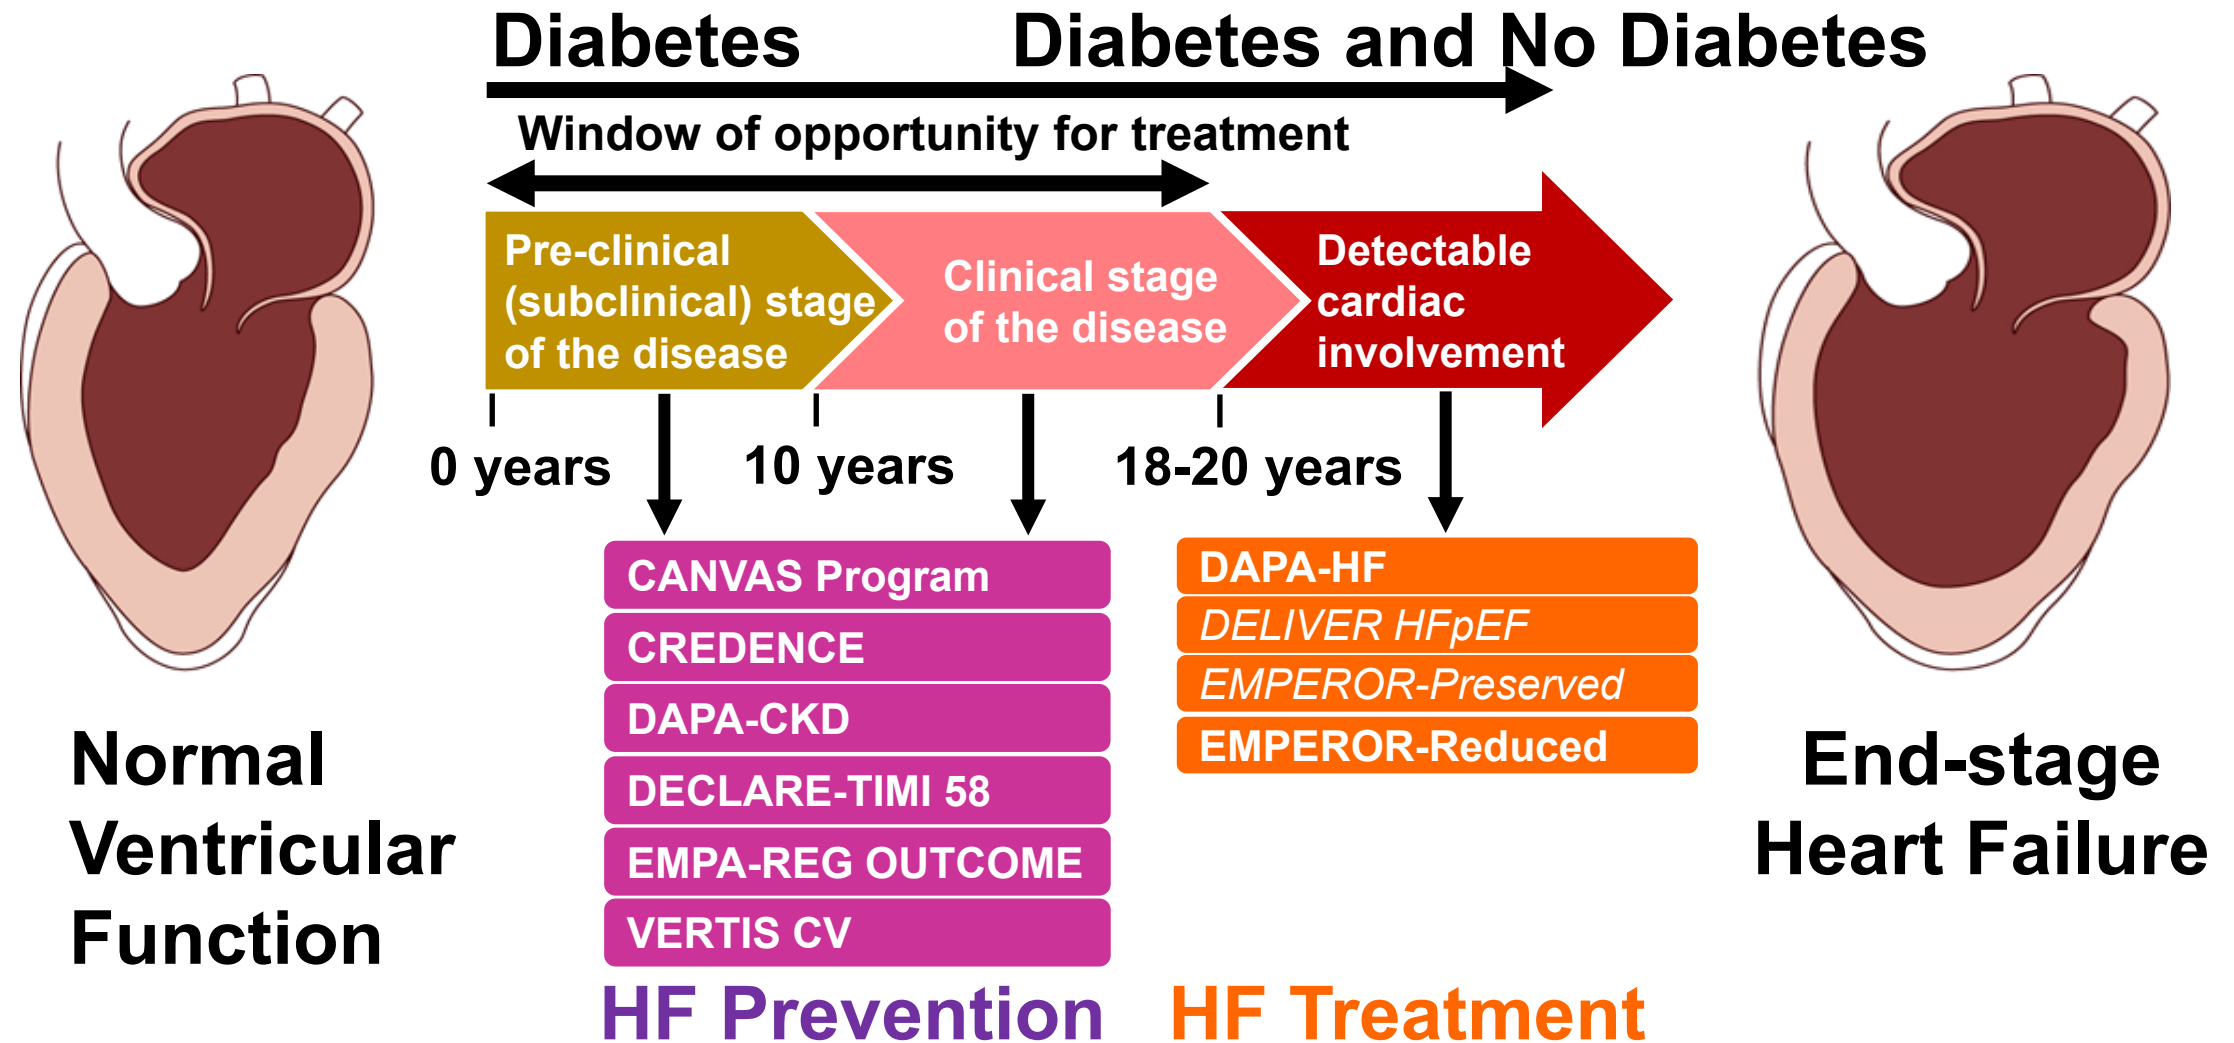 Diabetes
Diabetes and No Diabetes
Window of opportunity for treatment
Pre-clinical
(subclinical) stage
of the disease
Clinical stage
of the disease
Detectable
cardiac
involvement
0 years
10 years
18-20 years
CANVAS Program
CREDENCE
DAPA-CKD
DECLARE-TIMI 58
EMPA-REG OUTCOME
VERTIS CV
HF Prevention
DAPA-HF
DELIVER HFpEF
EMPEROR-Preserved
EMPEROR-Reduced
HF Treatment
Normal
Ventricular
Function
End-stage
Heart Failure